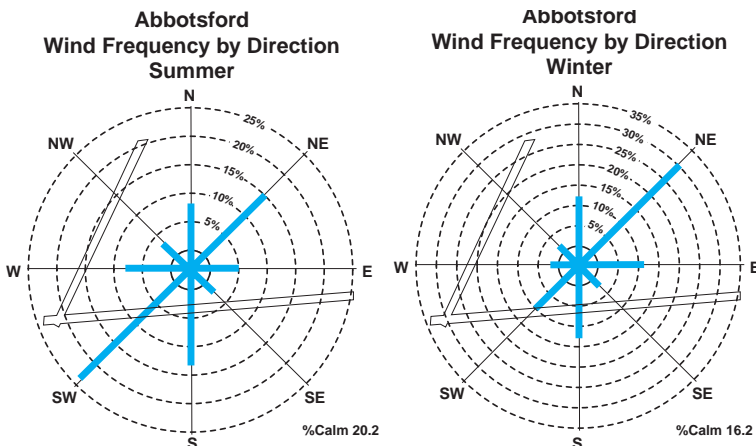 Abbotsford
Wind Frequency by Direction
Summer
N
25%
NW
NE
20%
15%
10%
5%
W
E
SW
SE
S
%Calm 20.2
Abbotsford
Wind Frequency by Direction
Winter
N
35%
NW
NE
30%
25%
20%
15%
10%
5%
W
E
SW
SE
S
%Calm 16.2